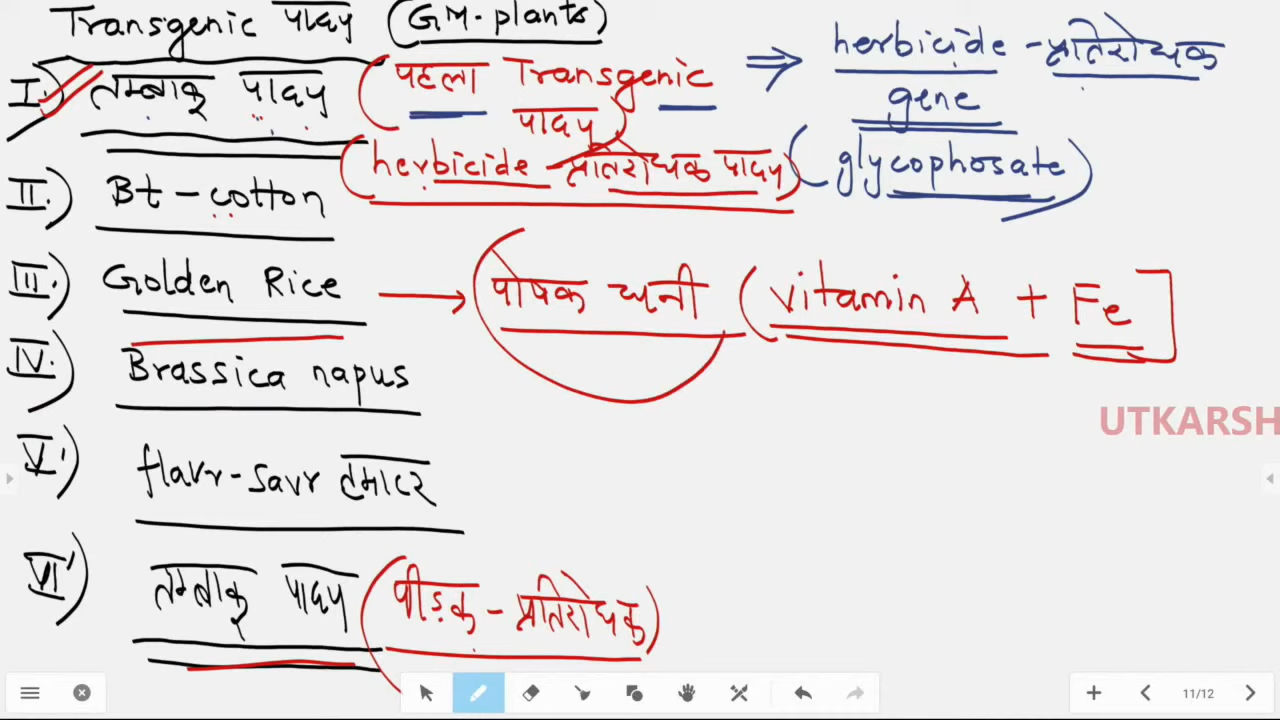 Transgenic पादप (GM-plants)
I.) तम्बाकू पादप (पहला Transgenic पादप) ⇒ herbicide - प्रतिरोधक gene
(herbicide - प्रतिरोधक पादप) (glycophosate)
II.) Bt - cotton
III.) Golden Rice → पोषक धनी (vitamin A + Fe]
IV.) Brassica napus
UTKARSH
V.) flavr-savr टमाटर
VI) तम्बाकू पादप (पीड़क - प्रतिरोधक)
11/12